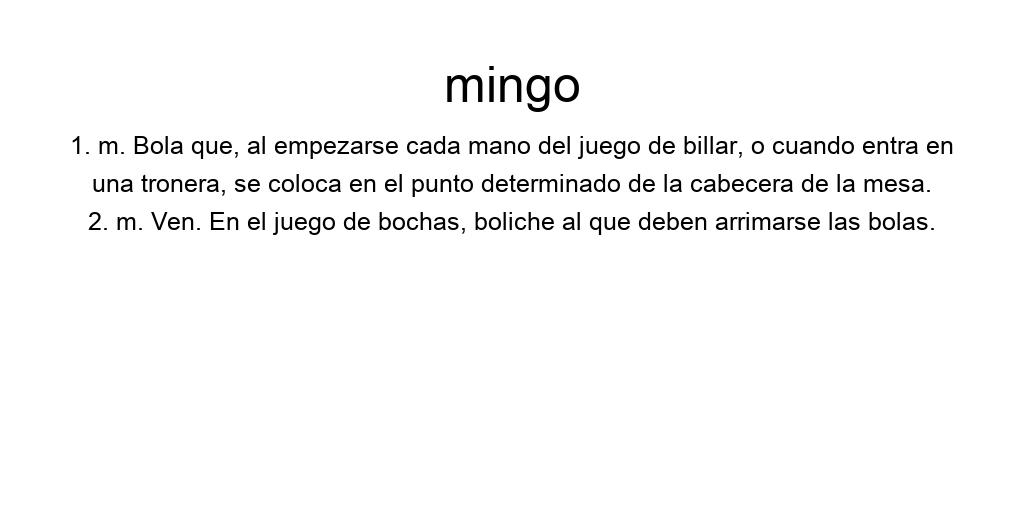 mingo
1. m. Bola que, al empezarse cada mano del juego de billar, o cuando entra en
una tronera, se coloca en el punto determinado de la cabecera de la mesa.
2. m. Ven. En el juego de bochas, boliche al que deben arrimarse las bolas.